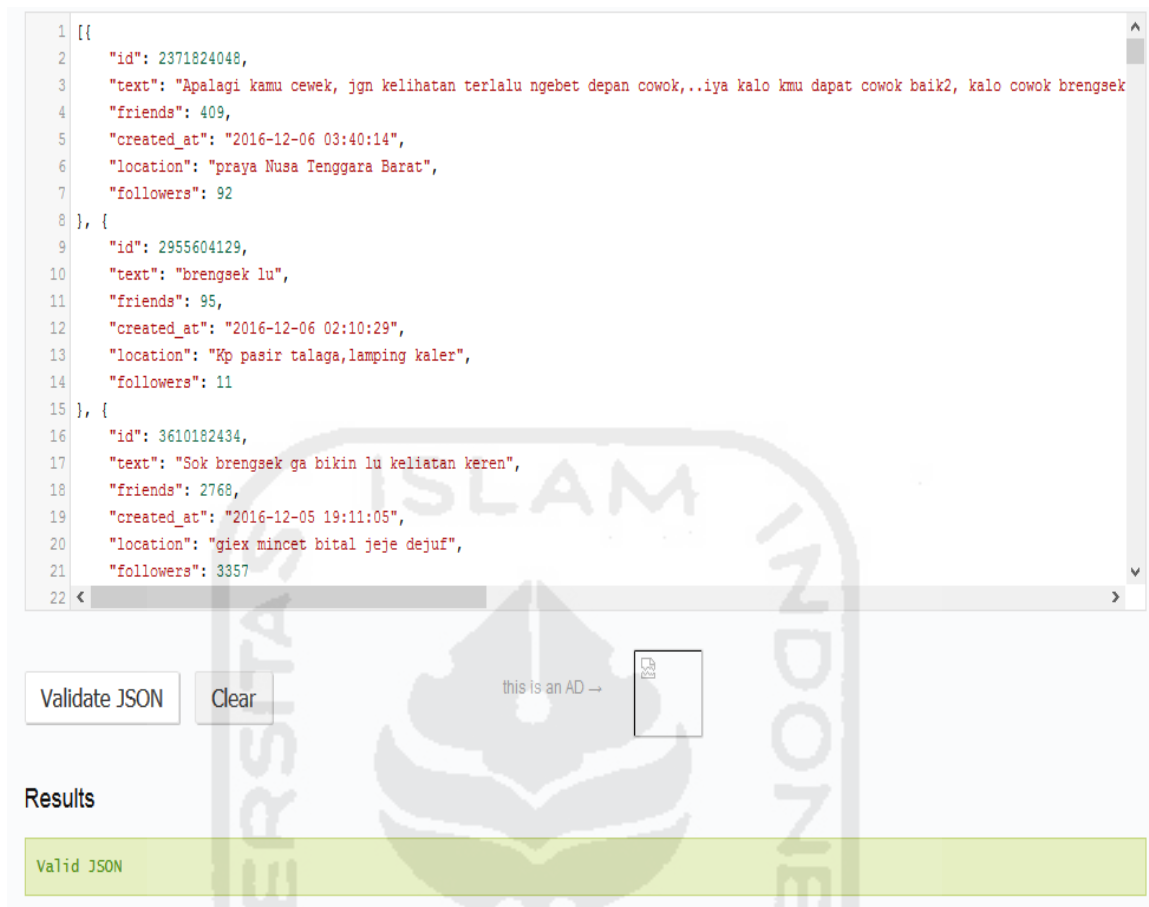 1 [{
2 "id": 2371824048,
3 "text": "Apalagi kamu cewek, jgn kelihatan terlalu ngebet depan cowok,..iya kalo kmu dapat cowok baik2, kalo cowok brengsek
4 "friends": 409,
5 "created_at": "2016-12-06 03:40:14",
6 "location": "praya Nusa Tenggara Barat",
7 "followers": 92
8 }, {
9 "id": 2955604129,
10 "text": "brengsek lu",
11 "friends": 95,
12 "created_at": "2016-12-06 02:10:29",
13 "location": "Kp pasir talaga,lamping kaler",
14 "followers": 11
15 }, {
16 "id": 3610182434,
17 "text": "Sok brengsek ga bikin lu keliatan keren",
18 "friends": 2768,
19 "created_at": "2016-12-05 19:11:05",
20 "location": "giex mincet bital jeje dejuf",
21 "followers": 3357
22
Validate JSON Clear this is an AD →
Results
Valid JSON
ISLAM
ERSITAS
INDONE